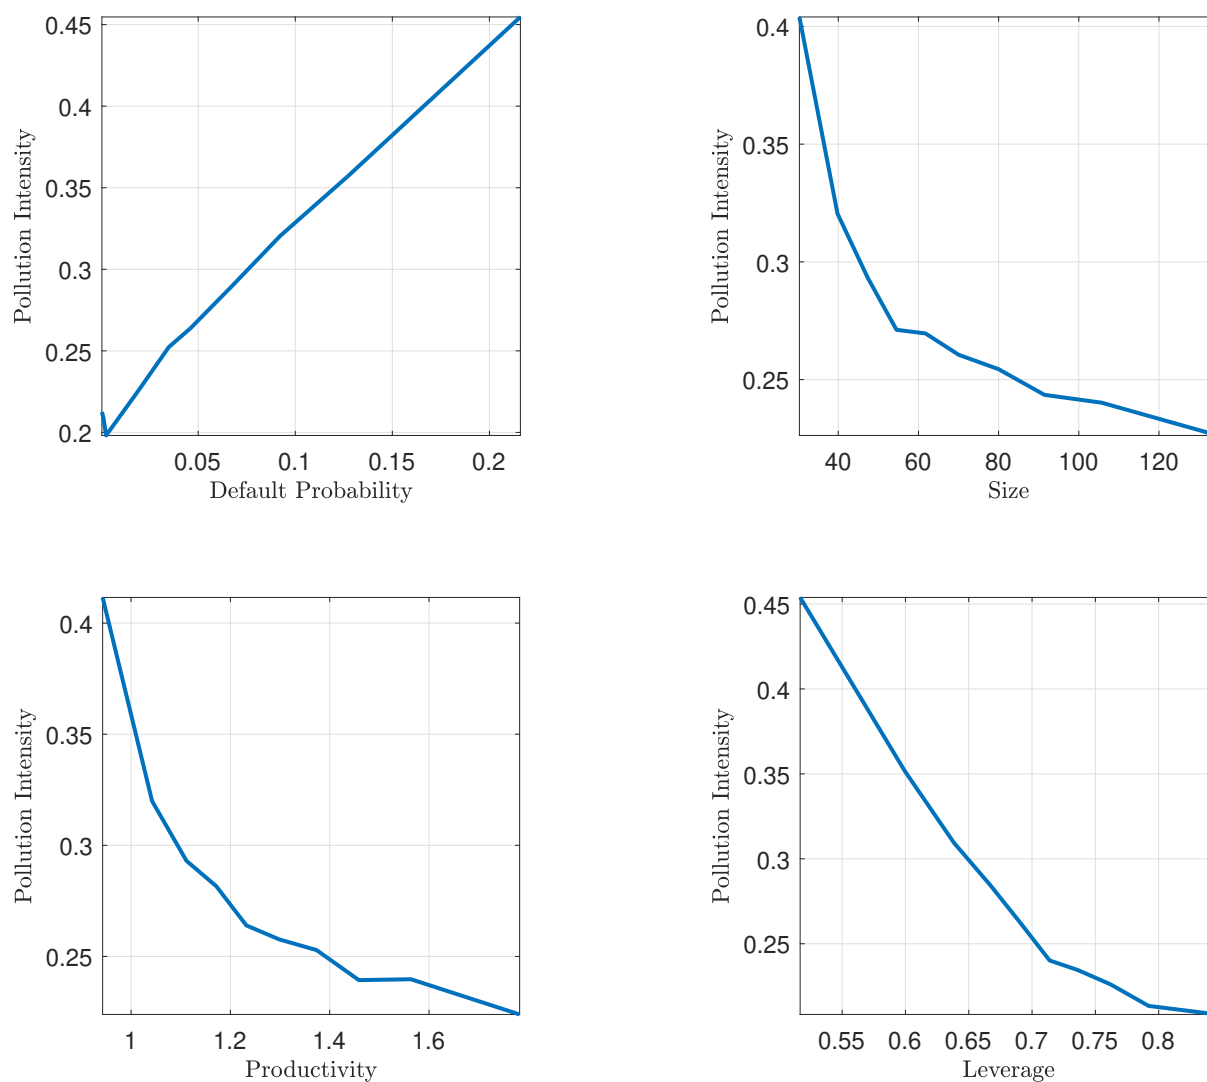 0.45
0.4
0.35
0.3
0.25
0.2
Pollution Intensity
0.05 0.1 0.15 0.2
Default Probability
0.4
0.35
0.3
0.25
Pollution Intensity
40 60 80 100 120
Size
0.4
0.35
0.3
0.25
Pollution Intensity
1 1.2 1.4 1.6
Productivity
0.45
0.4
0.35
0.3
0.25
Pollution Intensity
0.55 0.6 0.65 0.7 0.75 0.8
Leverage